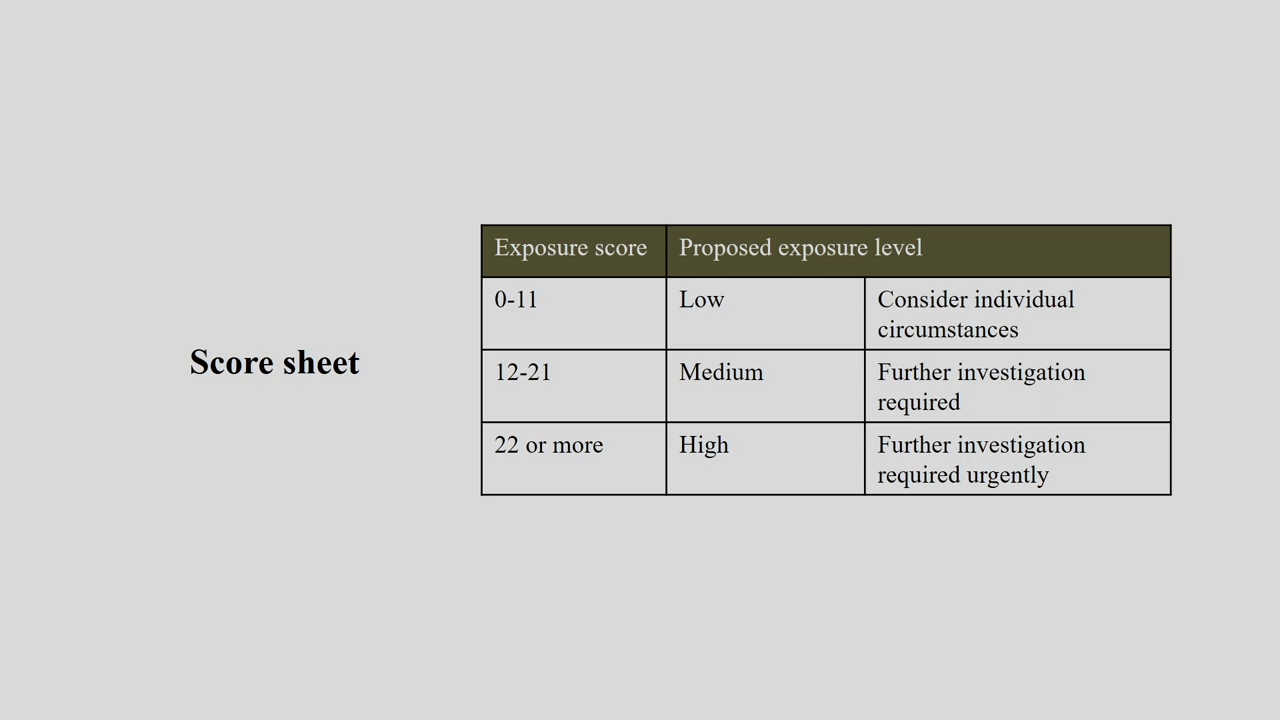 Score sheet
Exposure score Proposed exposure level
0-11 Low Consider individual
circumstances
12-21 Medium Further investigation
required
22 or more High Further investigation
required urgently